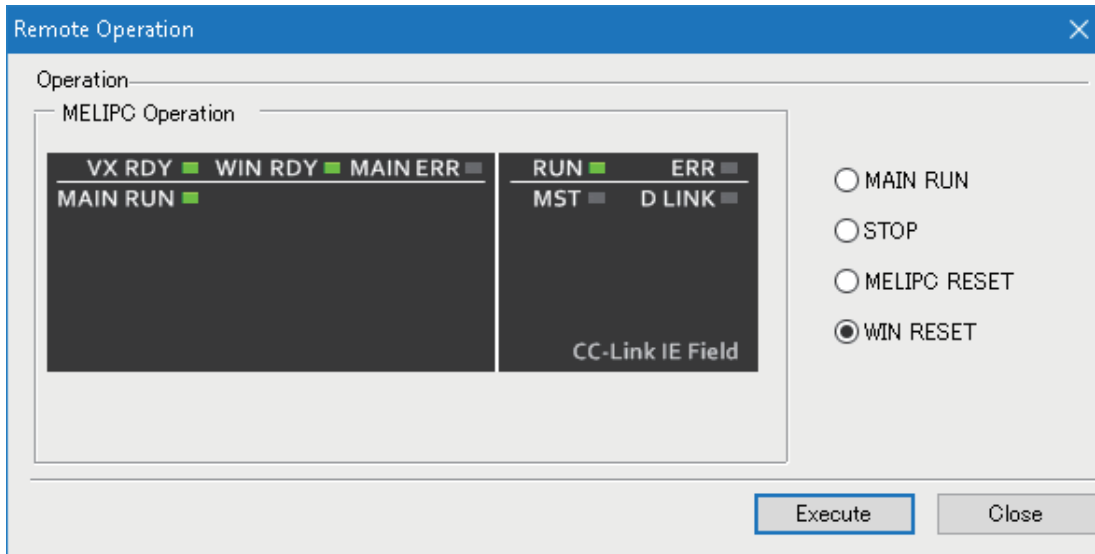 Remote Operation
Operation
MELIPC Operation
VX RDY WIN RDY MAIN ERR
MAIN RUN
RUN ERR
MST D LINK
CC-Link IE Field
MAIN RUN
STOP
MELIPC RESET
WIN RESET
Execute Close